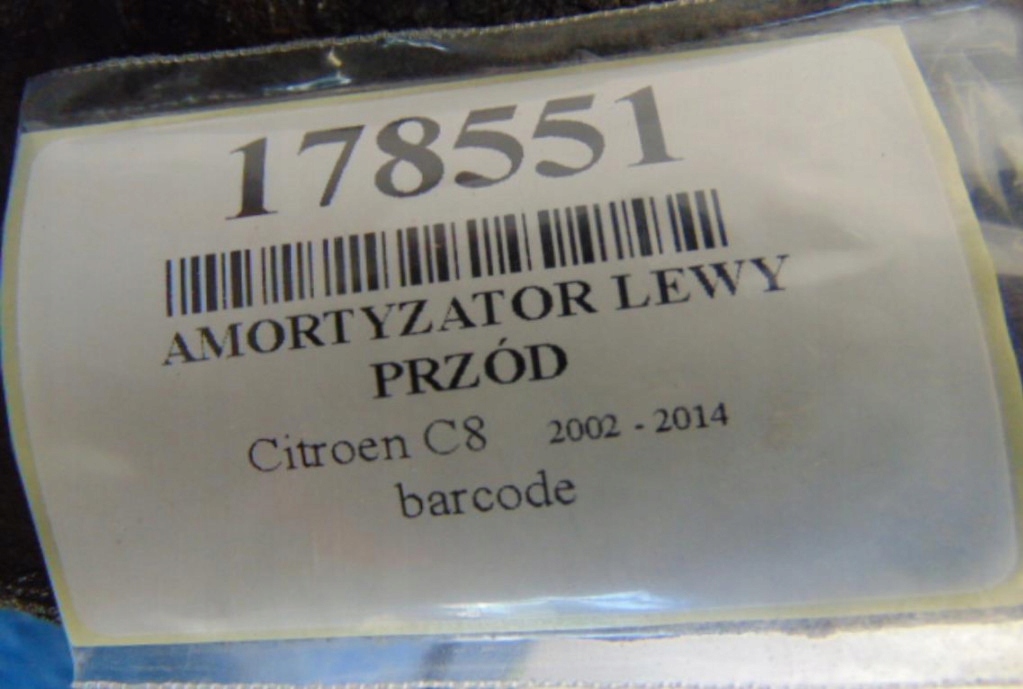 178551
AMORTYZATOR LEWY
PRZÓD
Citroen C8 2002 - 2014
barcode